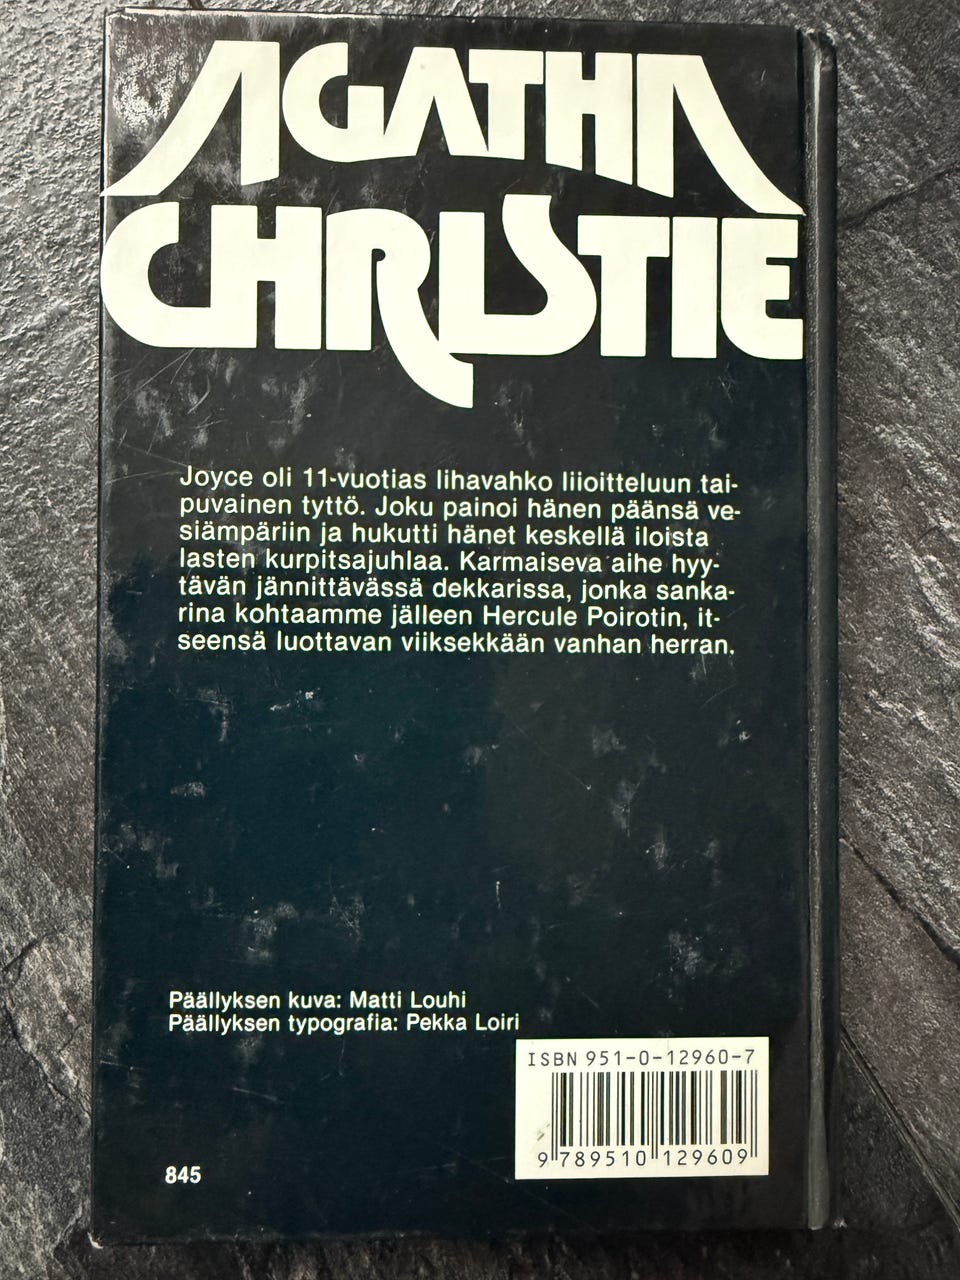 AGATHA
CHRISTIE
Joyce oli 11-vuotias lihavahko liioitteluun tai-
puvainen tyttö. Joku painoi hänen päänsä ve-
siämpäriin ja hukutti hänet keskellä iloista
lasten kurpitsajuhlaa. Karmaiseva aihe hyy-
tävän jännittävässä dekkarissa, jonka sanka-
rina kohtaamme jälleen Hercule Poirotin, it-
seensä luottavan viiksekkään vanhan herran.
Päällyksen kuva: Matti Louhi
Päällyksen typografia: Pekka Loiri
ISBN 951-0-12960-7
9 789510 129609
845